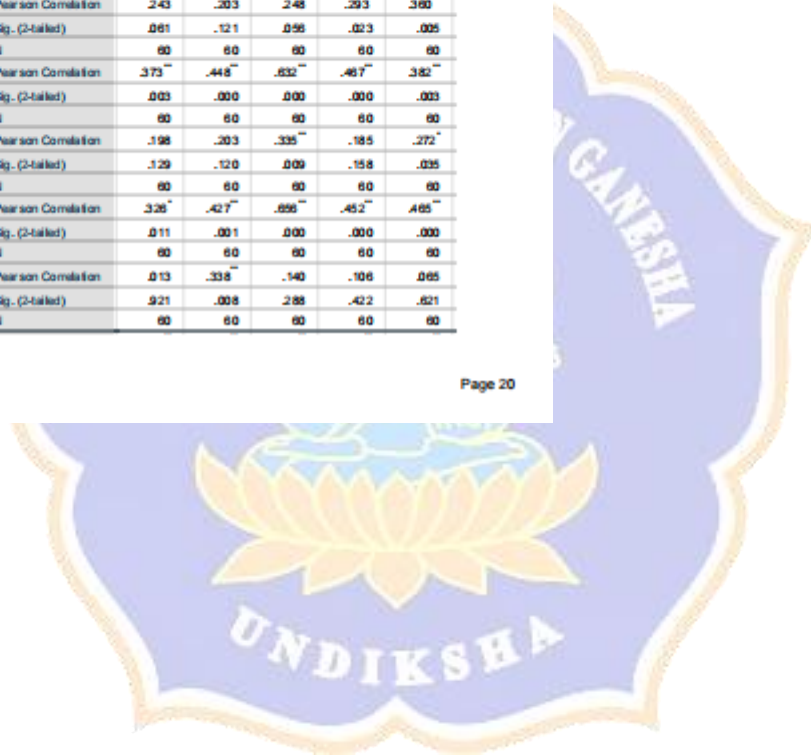 Pearson Correlation .243 .203 .248 .293 .360
Sig. (2-tailed) .061 .121 .056 .023 .005
N 60 60 60 60 60
Pearson Correlation .373** .448** .632** .467** .382**
Sig. (2-tailed) .003 .000 .000 .000 .003
N 60 60 60 60 60
Pearson Correlation .198 .203 .335** .185 .272*
Sig. (2-tailed) .129 .120 .009 .158 .035
N 60 60 60 60 60
Pearson Correlation .326* .427** .656** .452** .465**
Sig. (2-tailed) .011 .001 .000 .000 .000
N 60 60 60 60 60
Pearson Correlation .013 .338** .140 .106 .065
Sig. (2-tailed) .921 .008 .288 .422 .621
N 60 60 60 60 60
Page 20
GANESHA
UNDIKSHA